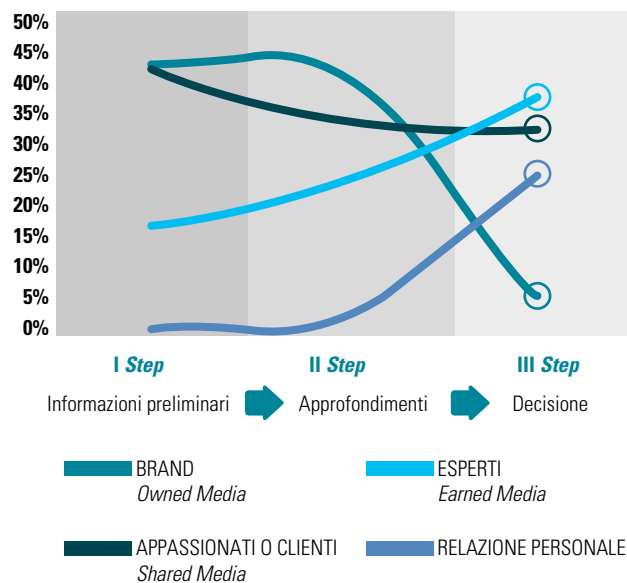 50%
45%
40%
35%
30%
25%
20%
15%
10%
5%
0%
I Step
II Step
III Step
Informazioni preliminari
Approfondimenti
Decisione
BRAND
Owned Media
ESPERTI
Earned Media
APPASSIONATI O CLIENTI
Shared Media
RELAZIONE PERSONALE